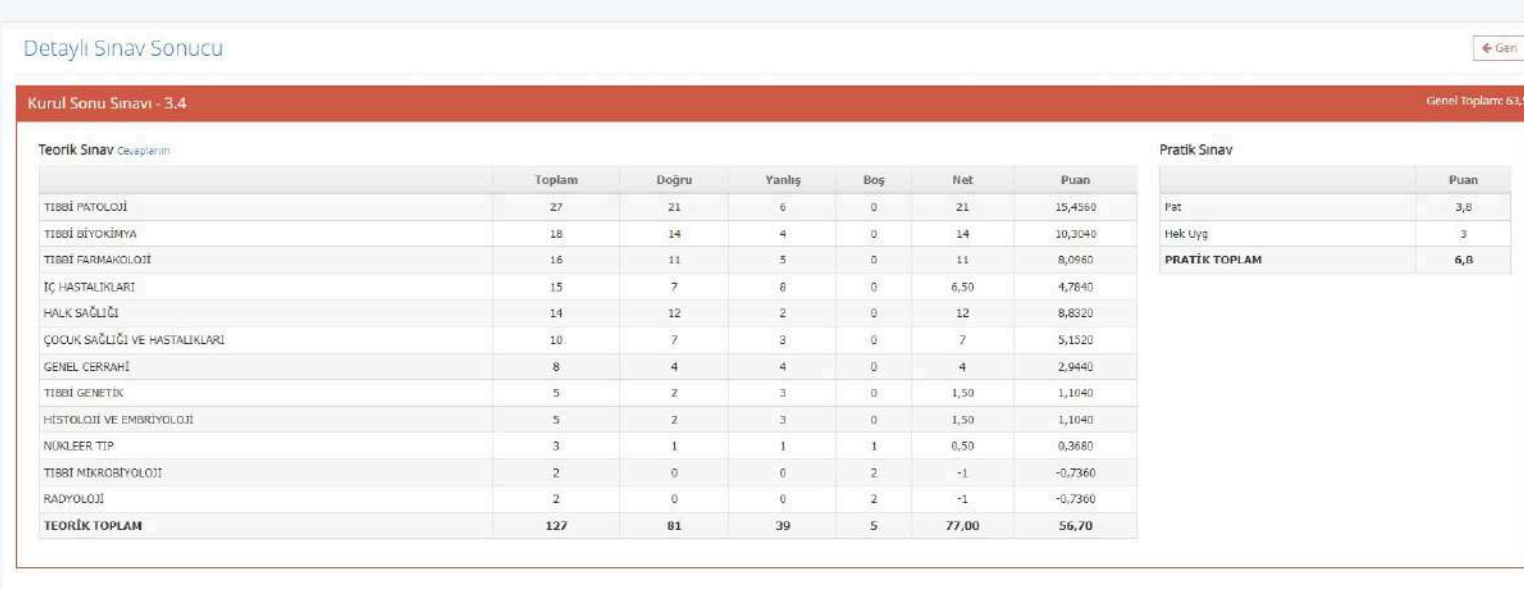 Detaylı Sınav Sonucu
Geri
Kurul Sonu Sınavı - 3.4
Genel Toplam: 63,
Teorik Sınav Cevaplarım
Toplam Doğru Yanlış Boş Net Puan
TIBBİ PATOLOJİ 27 21 6 0 21 15,4560
TIBBİ BİYOKİMYA 18 14 4 0 14 10,3040
TIBBİ FARMAKOLOJİ 16 11 5 0 11 8,0960
İÇ HASTALIKLARI 15 7 8 0 6,50 4,7840
HALK SAĞLIĞI 14 12 2 0 12 8,8320
ÇOCUK SAĞLIĞI VE HASTALIKLARI 10 7 3 0 7 5,1520
GENEL CERRAHİ 8 4 4 0 4 2,9440
TIBBİ GENETİK 5 2 3 0 1,50 1,1040
HİSTOLOJİ VE EMBRİYOLOJİ 5 2 3 0 1,50 1,1040
NÜKLEER TIP 3 1 1 1 0,50 0,3680
TIBBİ MİKROBİYOLOJİ 2 0 0 2 -1 -0,7360
RADYOLOJİ 2 0 0 2 -1 -0,7360
TEORİK TOPLAM 127 81 39 5 77,00 56,70
Pratik Sınav
Puan
Pat 3,8
Hek Uyg 3
PRATİK TOPLAM 6,8